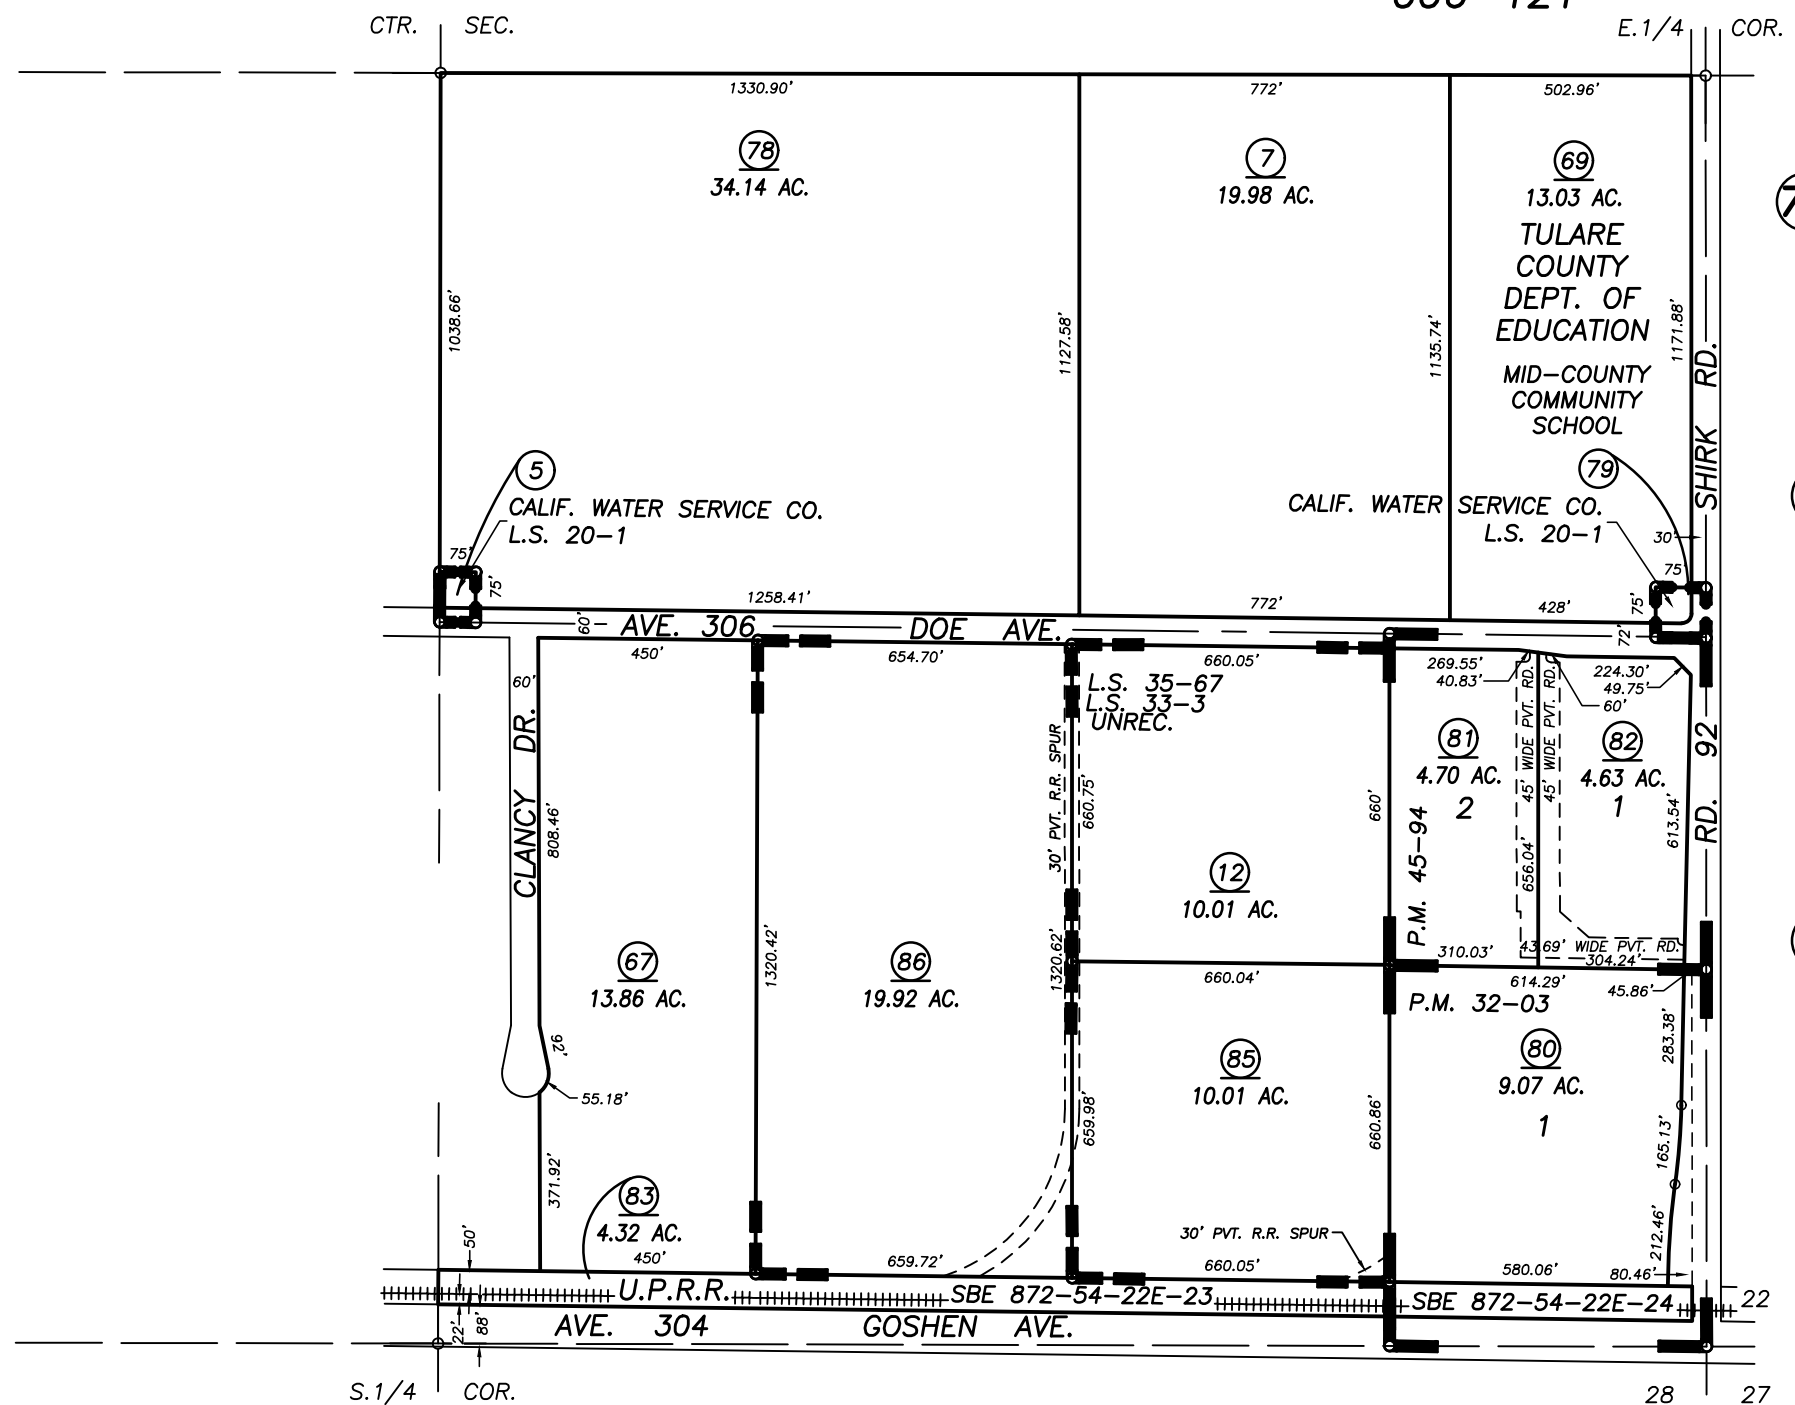 CTR. SEC.
E.1/4 COR.
1330.90'
772'
502.96'
78
34.14 AC.
7
19.98 AC.
69
13.03 AC.
TULARE
COUNTY
DEPT. OF
EDUCATION
MID-COUNTY
COMMUNITY
SCHOOL
1038.66'
1127.58'
1135.74'
1171.88'
SHIRK RD.
5
CALIF. WATER SERVICE CO.
L.S. 20-1
75'
75'
79
CALIF. WATER SERVICE CO.
L.S. 20-1
30'
75'
75'
72'
1258.41'
772'
428'
60'
AVE. 306 DOE AVE.
450'
654.70'
660.05'
269.55'
40.83'
224.30'
49.75'
60'
L.S. 35-67
L.S. 33-3
UNREC.
60'
CLANCY DR.
808.46'
30' PVT. R.R. SPUR
660.75'
660'
P.M. 45-94
81
4.70 AC.
2
45' WIDE PVT. RD.
45' WIDE PVT. RD.
656.04'
82
4.63 AC.
1
613.54'
RD. 92
12
10.01 AC.
67
13.86 AC.
1320.42'
86
19.92 AC.
1320.62'
660.04'
310.03'
43.69' WIDE PVT. RD.
304.24'
614.29'
45.86'
P.M. 32-03
92'
55.18'
85
10.01 AC.
659.98'
660.86'
80
9.07 AC.
1
283.38'
165.13'
212.46'
371.92'
83
4.32 AC.
450'
659.72'
30' PVT. R.R. SPUR
660.05'
580.06'
80.46'
50'
U.P.R.R.
SBE 872-54-22E-23
SBE 872-54-22E-24
22
22'
88'
AVE. 304 GOSHEN AVE.
S.1/4 COR.
28 27